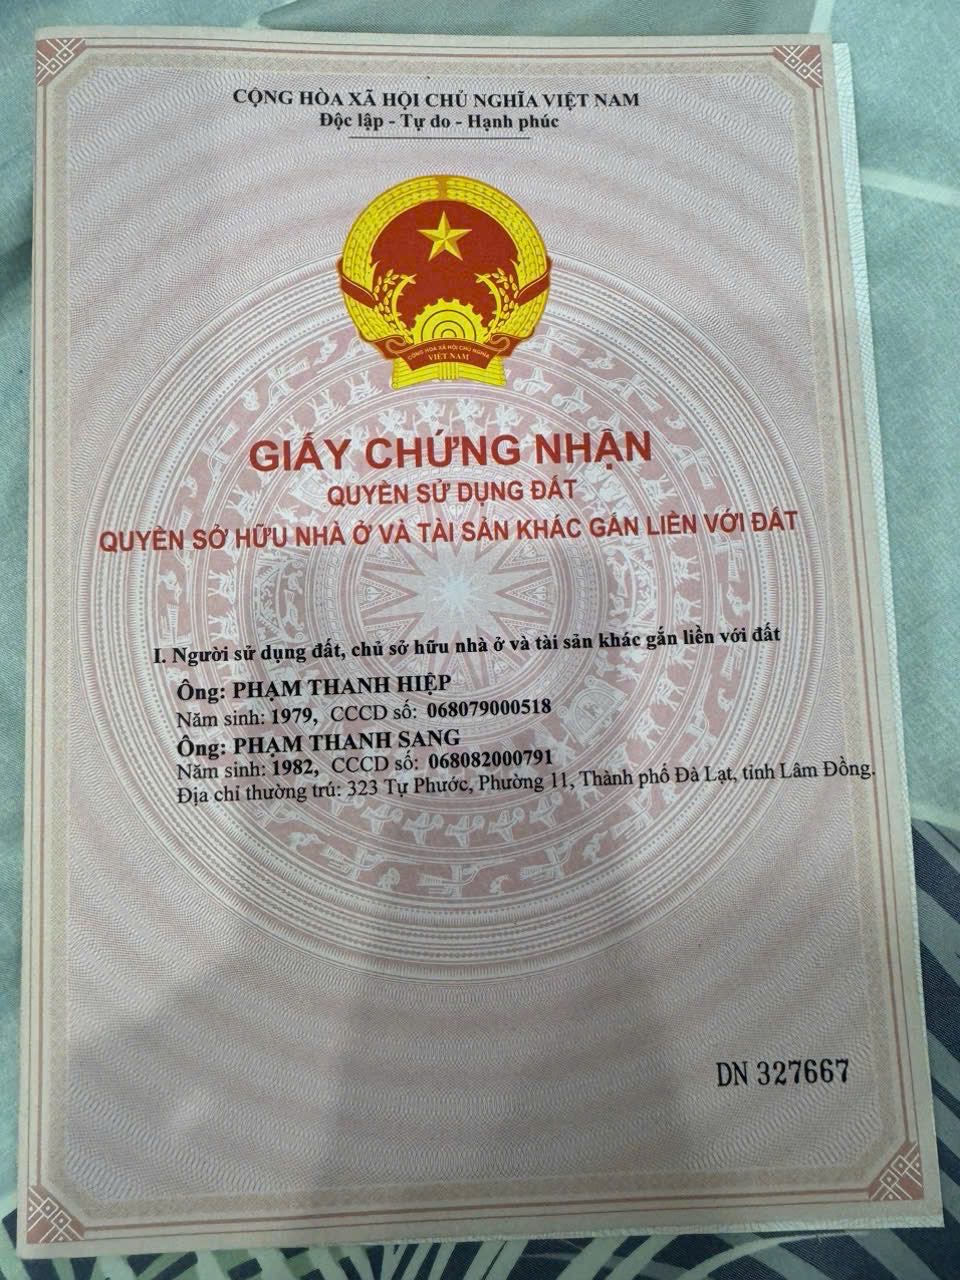 CỘNG HÒA XÃ HỘI CHỦ NGHĨA VIỆT NAM
Độc lập - Tự do - Hạnh phúc
CỘNG HÒA XÃ HỘI CHỦ NGHĨA
VIỆT NAM
GIẤY CHỨNG NHẬN
QUYỀN SỬ DỤNG ĐẤT
QUYỀN SỞ HỮU NHÀ Ở VÀ TÀI SẢN KHÁC GẮN LIỀN VỚI ĐẤT
I. Người sử dụng đất, chủ sở hữu nhà ở và tài sản khác gắn liền với đất
Ông: PHẠM THANH HIỆP
Năm sinh: 1979, CCCD số: 068079000518
Ông: PHẠM THANH SANG
Năm sinh: 1982, CCCD số: 068082000791
Địa chỉ thường trú: 323 Tự Phước, Phường 11, Thành phố Đà Lạt, tỉnh Lâm Đồng.
DN 327667